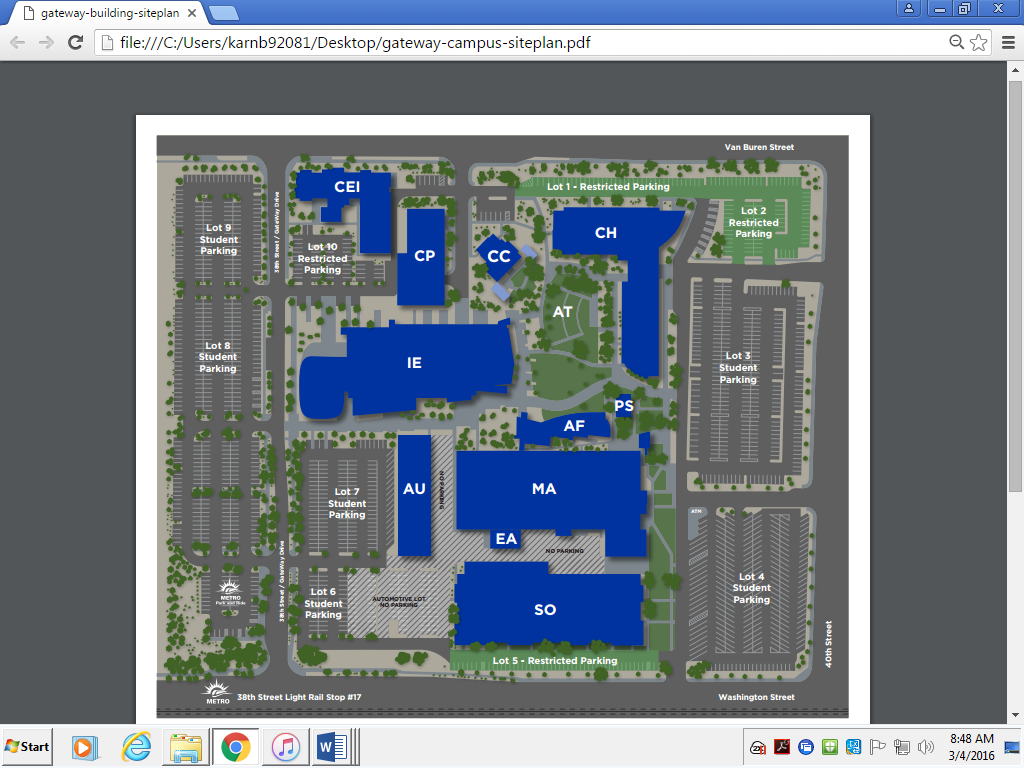 gateway-building-siteplan
file:///C:/Users/karnb92081/Desktop/gateway-campus-siteplan.pdf
Van Buren Street
CEI
Lot 1 - Restricted Parking
Lot 2
Restricted
Parking
Lot 9
Student
Parking
38th Street / GateWay Drive
Lot 10
Restricted
Parking
CP
CC
CH
AT
Lot 8
Student
Parking
IE
Lot 3
Student
Parking
PS
AF
Lot 7
Student
Parking
AU
NO PARKING
MA
EA
NO PARKING
ATM
38th Street / GateWay Drive
METRO
Park and Ride
Lot 6
Student
Parking
AUTOMOTIVE LOT
NO PARKING
SO
Lot 4
Student
Parking
40th Street
Lot 5 - Restricted Parking
METRO
38th Street Light Rail Stop #17
Washington Street
Start
W
8:48 AM
3/4/2016